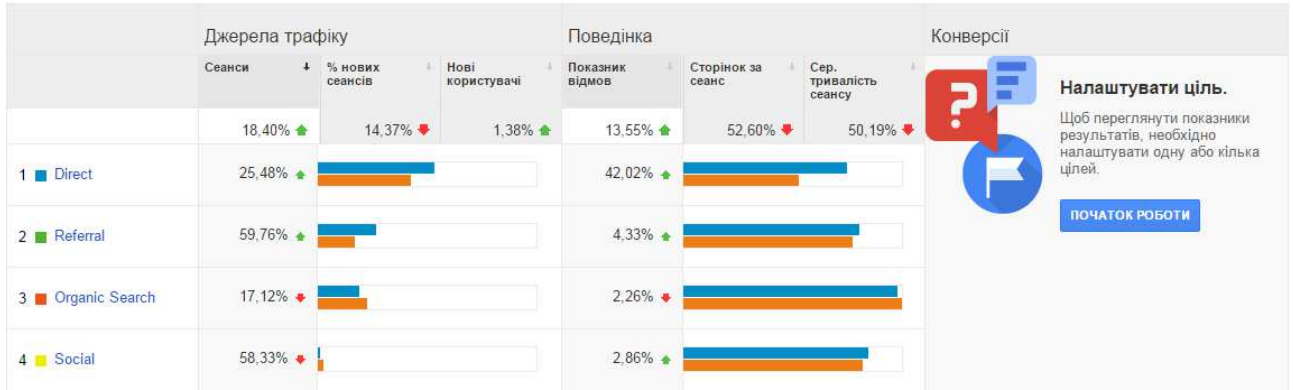 Джерела трафіку Поведінка Конверсії
Сеанси % нових сеансів Нові користувачі Показник відмов Сторінок за сеанс Сер. тривалість сеансу
18,40% 14,37% 1,38% 13,55% 52,60% 50,19%
Налаштувати ціль.
Щоб переглянути показники
результатів, необхідно
налаштувати одну або кілька
цілей.
ПОЧАТОК РОБОТИ
1 Direct 25,48% 42,02%
2 Referral 59,76% 4,33%
3 Organic Search 17,12% 2,26%
4 Social 58,33% 2,86%